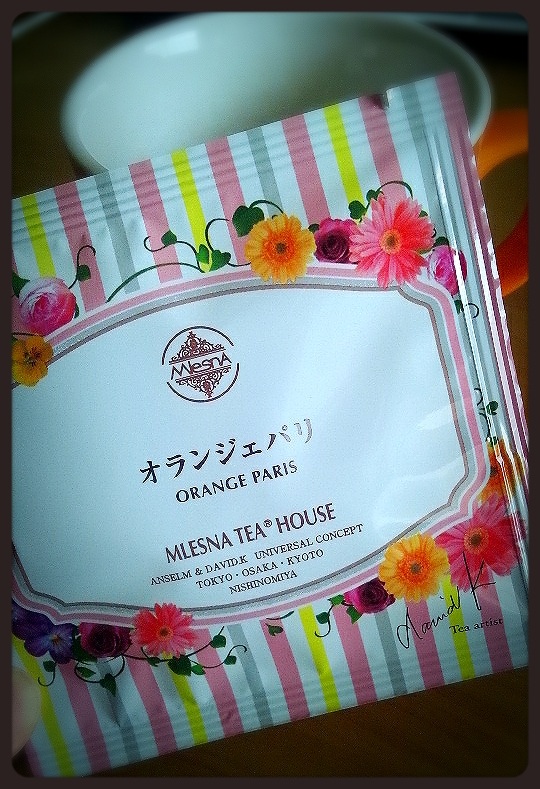 MlesnA
オランジェパリ
ORANGE PARIS
MLESNA TEA® HOUSE
ANSELM & DAVID.K UNIVERSAL CONCEPT
TOKYO・OSAKA・KYOTO
NISHINOMIYA
David K
Tea artist